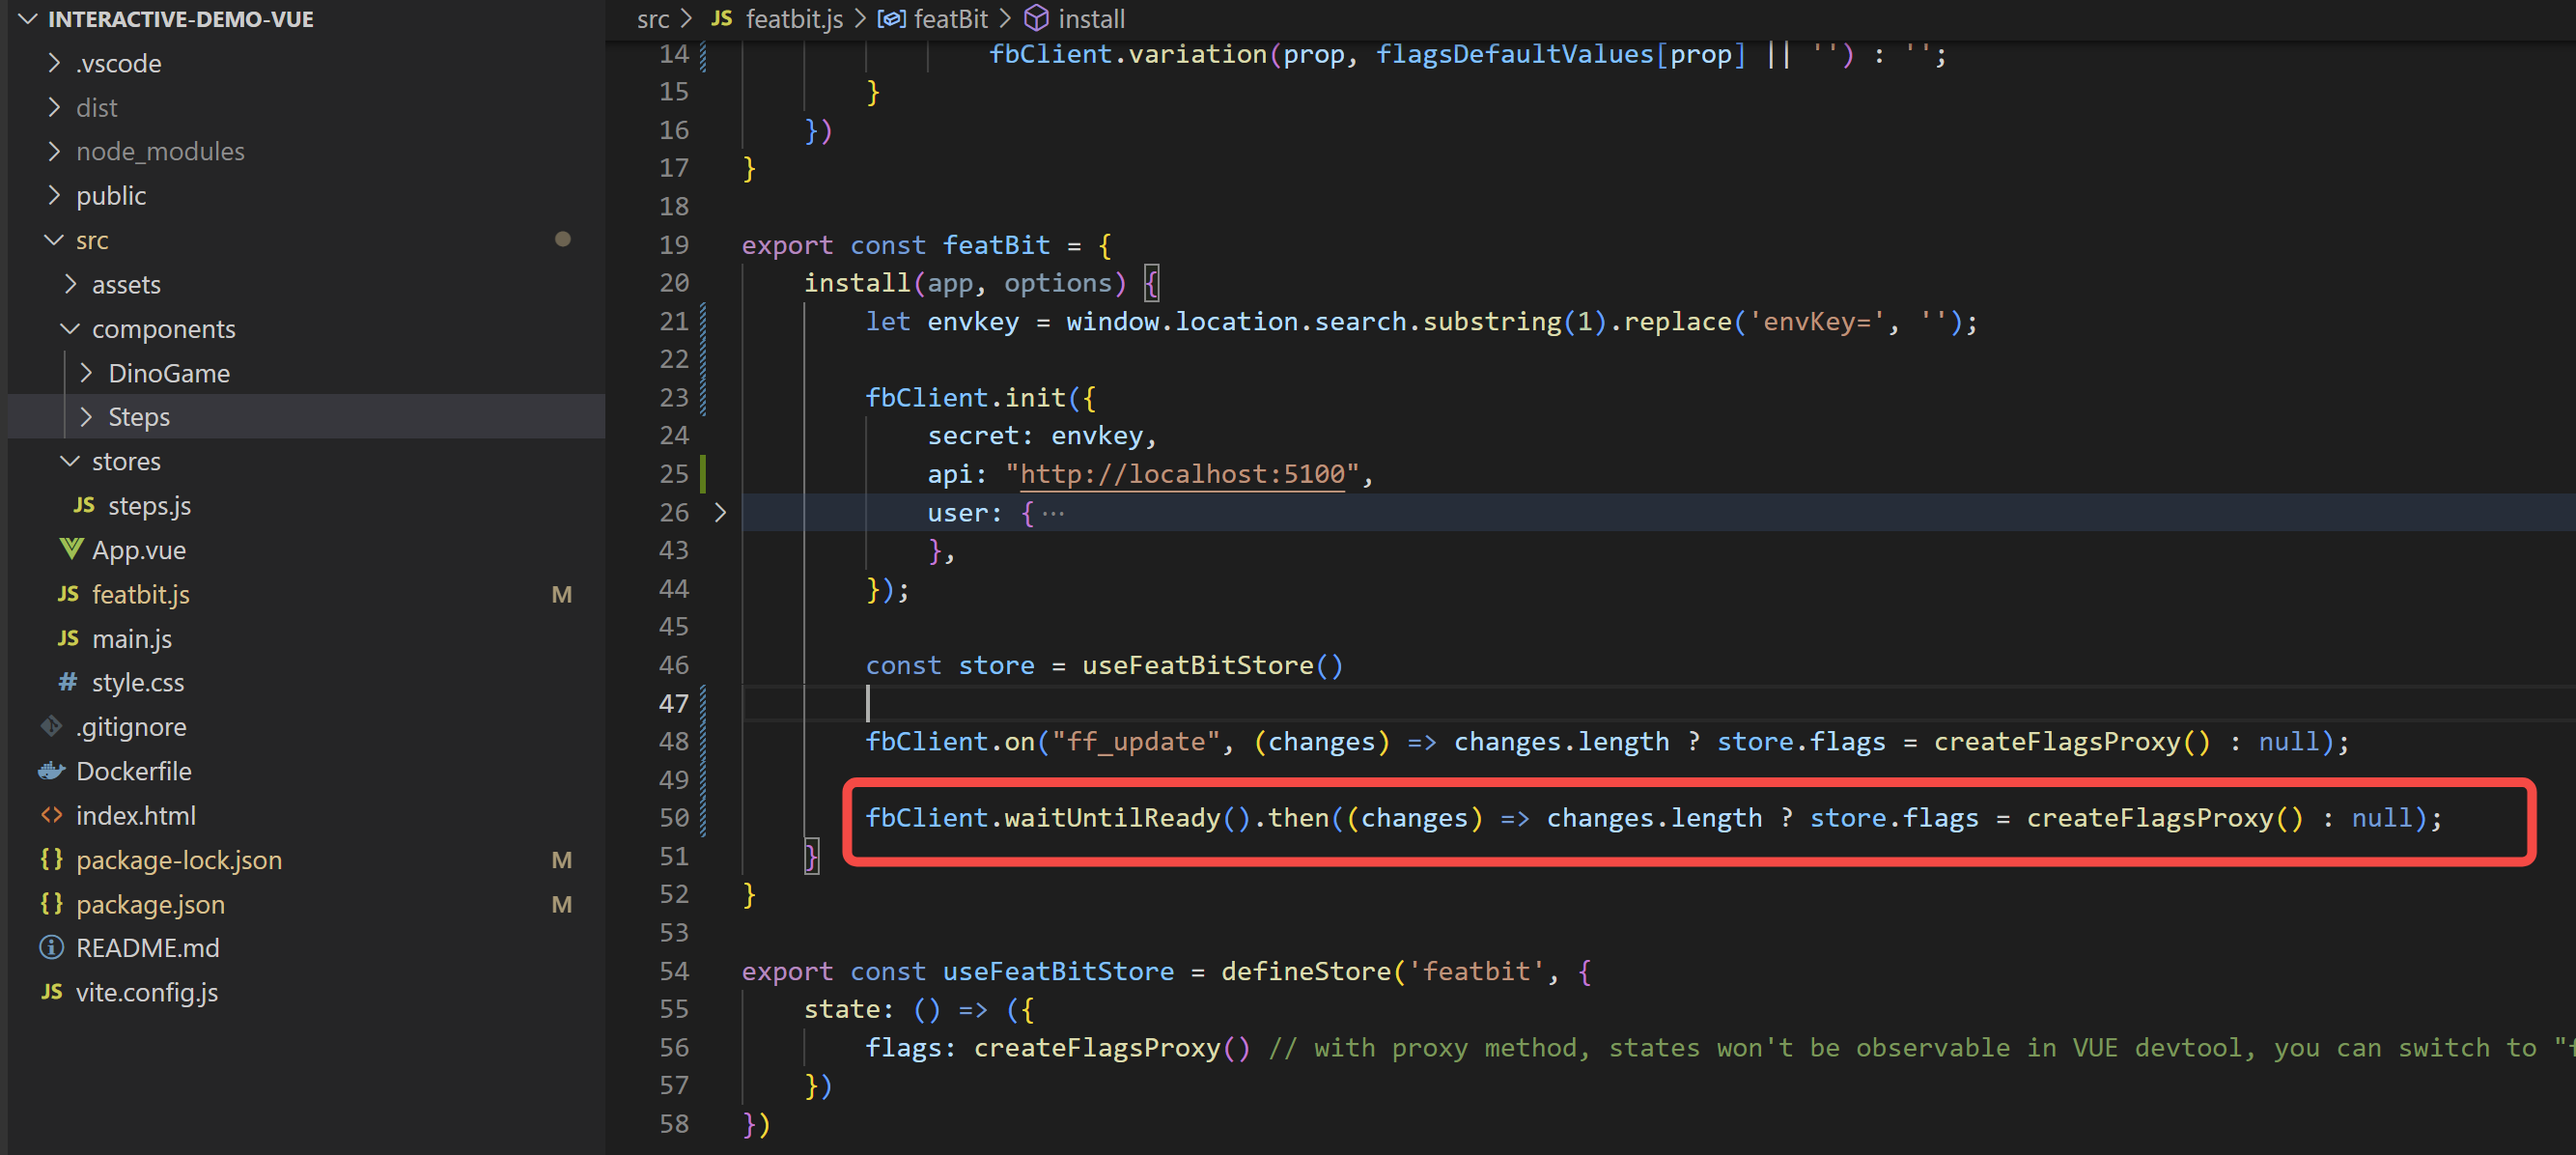 INTERACTIVE-DEMO-VUE
.vscode
dist
node_modules
public
src
assets
components
DinoGame
Steps
stores
JS steps.js
App.vue
JS featbit.js M
JS main.js
# style.css
.gitignore
Dockerfile
<> index.html
{} package-lock.json M
{} package.json M
README.md
JS vite.config.js
src > JS featbit.js > featBit > install
14 fbClient.variation(prop, flagsDefaultValues[prop] || '') : '';
15 }
16 })
17 }
18
19 export const featBit = {
20 install(app, options) {
21 let envkey = window.location.search.substring(1).replace('envKey=', '');
22
23 fbClient.init({
24 secret: envkey,
25 api: "http://localhost:5100",
26 user: { ···
43 },
44 });
45
46 const store = useFeatBitStore()
47
48 fbClient.on("ff_update", (changes) => changes.length ? store.flags = createFlagsProxy() : null);
49
50 fbClient.waitUntilReady().then((changes) => changes.length ? store.flags = createFlagsProxy() : null);
51 }
52 }
53
54 export const useFeatBitStore = defineStore('featbit', {
55 state: () => ({
56 flags: createFlagsProxy() // with proxy method, states won't be observable in VUE devtool, you can switch to "f
57 })
58 })